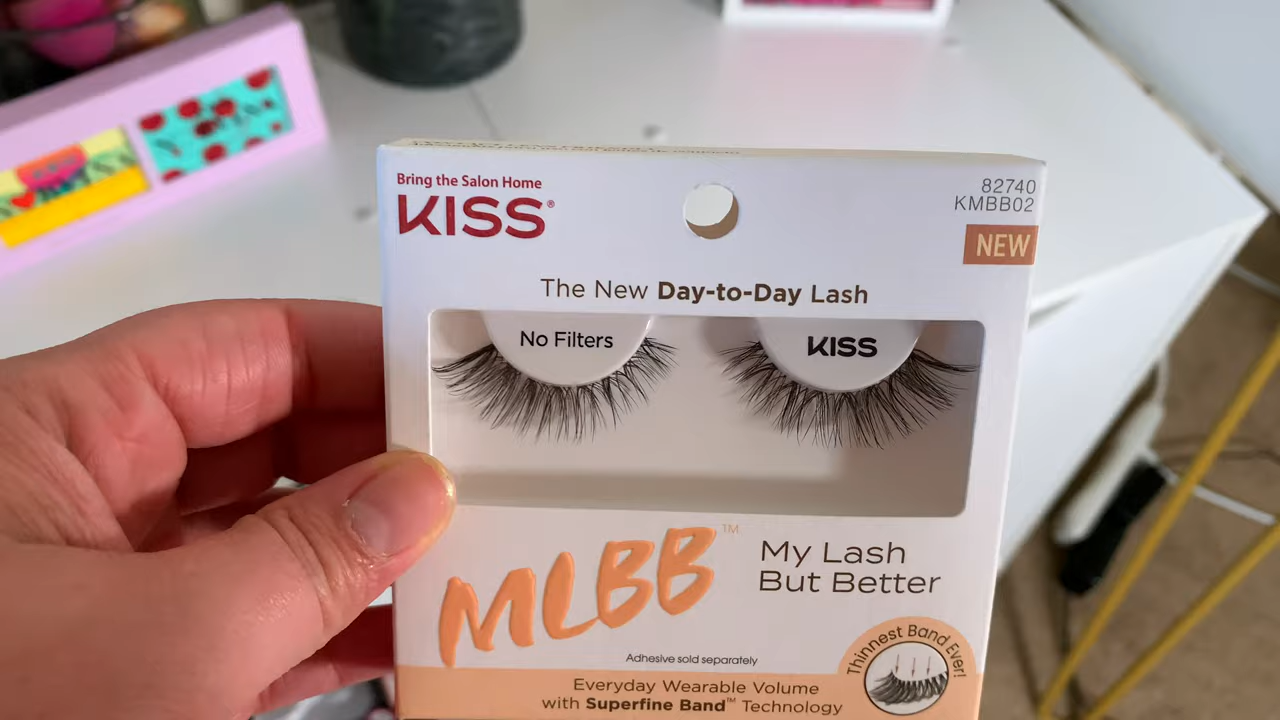 Bring the Salon Home
KISS®
82740
KMBB02
NEW
The New Day-to-Day Lash
No Filters
KISS
MLBB™
My Lash
But Better
Adhesive sold separately
Thinnest Band Ever!
Everyday Wearable Volume
with Superfine Band™ Technology